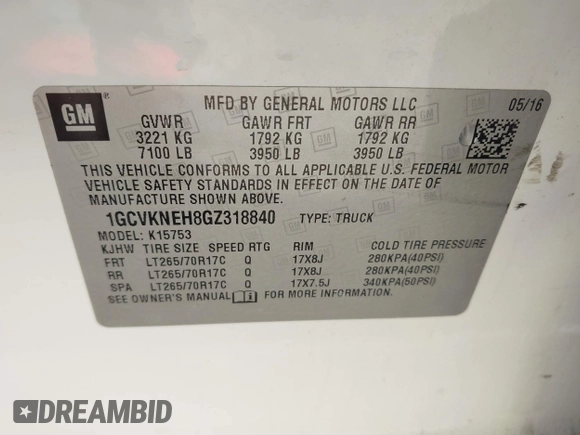 GM
MFD BY GENERAL MOTORS LLC 05/16
GVWR GAWR FRT GAWR RR
3221 KG 1792 KG 1792 KG
7100 LB 3950 LB 3950 LB
THIS VEHICLE CONFORMS TO ALL APPLICABLE U.S. FEDERAL MOTOR
VEHICLE SAFETY STANDARDS IN EFFECT ON THE DATE OF
MANUFACTURE SHOWN ABOVE.
1GCVKNEH8GZ318840 TYPE: TRUCK
MODEL: K15753
KJHW TIRE SIZE SPEED RTG RIM COLD TIRE PRESSURE
FRT LT265/70R17C Q 17X8J 280KPA(40PSI)
RR LT265/70R17C Q 17X8J 280KPA(40PSI)
SPA LT265/70R17C Q 17X7.5J 340KPA(50PSI)
SEE OWNER'S MANUAL FOR MORE INFORMATION.
DREAMBID